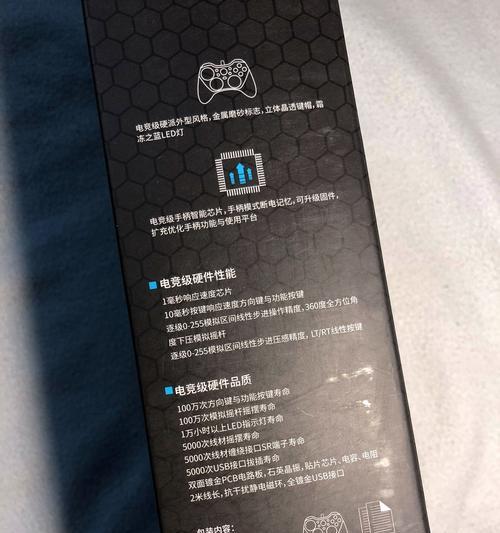 电竞级硬派外型风格，金属磨砂标志，立体晶透键帽，霜
冻之蓝LED灯
电竞级手柄智能芯片，手柄模式断电记忆，可升级固件，
扩充优化手柄功能与使用平台
电竞级硬件性能
1毫秒响应速度芯片
10毫秒按键响应速度方向键与功能按键
逐级0-255模拟区间线性步进操作精度，360度全方位角
度下压模拟摇杆
逐级0-255模拟区间线性步进压感精度，LT/RT线性按键
电竞级硬件品质
100万次方向键与功能按键寿命
100万次模拟摇杆摇摆寿命
1万小时以上LED指示灯寿命
5000次线材摇摆寿命
5000次线材缠绕接口SR端子寿命
5000次USB接口拔插寿命
双面镀金PCB电路板，石英晶振，贴片芯片、电容、电阻
2米线长，抗干扰静电磁环，全镀金USB接口
包装内容：